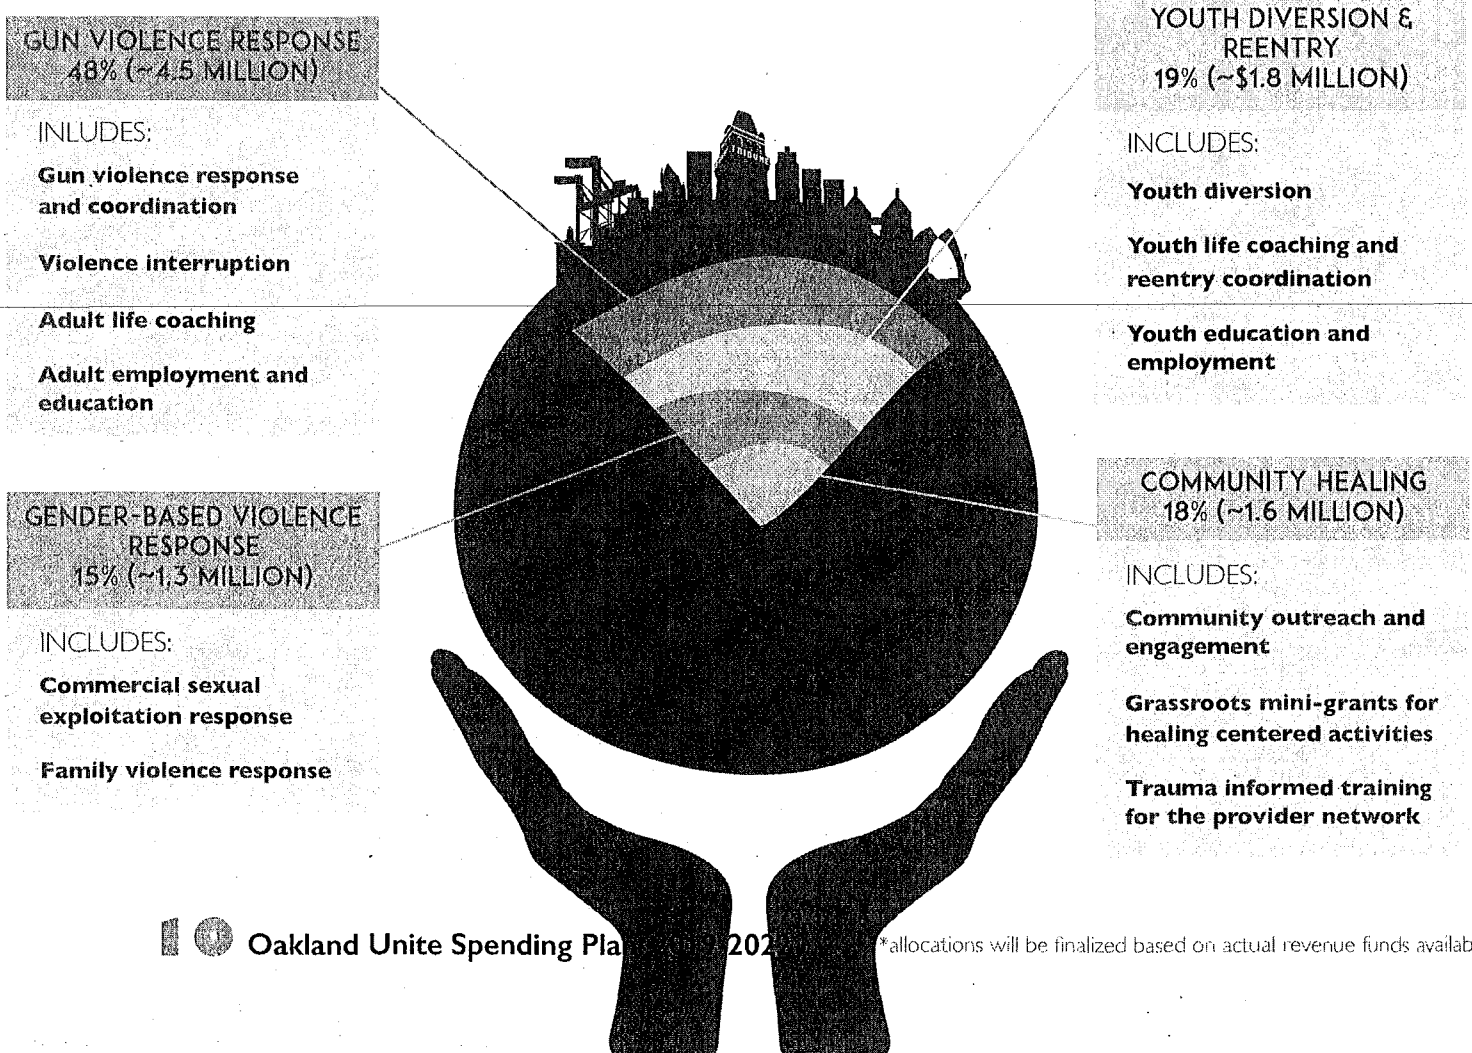 GUN VIOLENCE RESPONSE
48% (~4.5 MILLION)
INLUDES:
Gun violence response
and coordination
Violence interruption
Adult life coaching
Adult employment and
education
GENDER-BASED VIOLENCE
RESPONSE
15% (~1.3 MILLION)
INCLUDES:
Commercial sexual
exploitation response
Family violence response
TRIBUNE
YOUTH DIVERSION &
REENTRY
19% (~$1.8 MILLION)
INCLUDES:
Youth diversion
Youth life coaching and
reentry coordination
Youth education and
employment
COMMUNITY HEALING
18% (~1.6 MILLION)
INCLUDES:
Community outreach and
engagement
Grassroots mini-grants for
healing centered activities
Trauma informed training
for the provider network
Oakland Unite Spending
*allocations will be finalized based on actual revenue funds